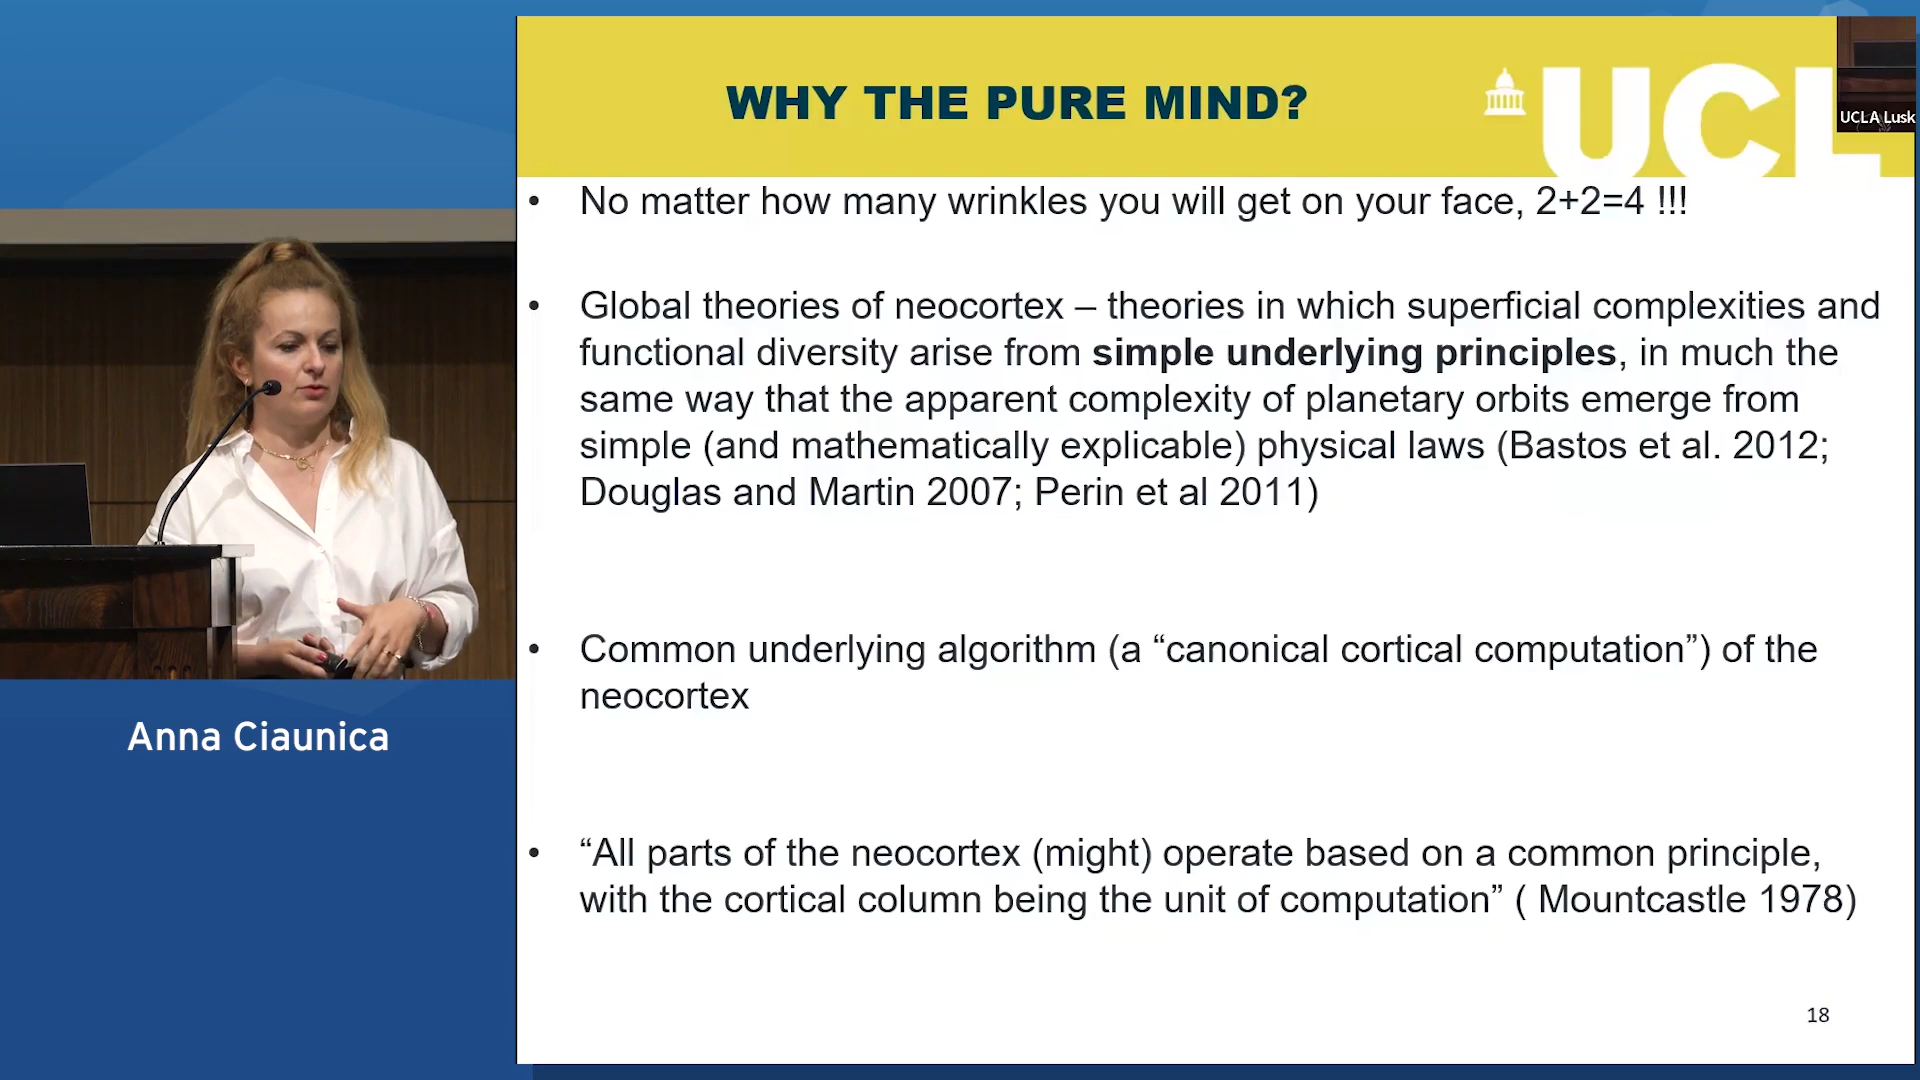 WHY THE PURE MIND?
UCL
UCLA Lusk
• No matter how many wrinkles you will get on your face, 2+2=4 !!!
• Global theories of neocortex – theories in which superficial complexities and
functional diversity arise from simple underlying principles, in much the
same way that the apparent complexity of planetary orbits emerge from
simple (and mathematically explicable) physical laws (Bastos et al. 2012;
Douglas and Martin 2007; Perin et al 2011)
• Common underlying algorithm (a “canonical cortical computation”) of the
neocortex
• “All parts of the neocortex (might) operate based on a common principle,
with the cortical column being the unit of computation” ( Mountcastle 1978)
18
Anna Ciaunica